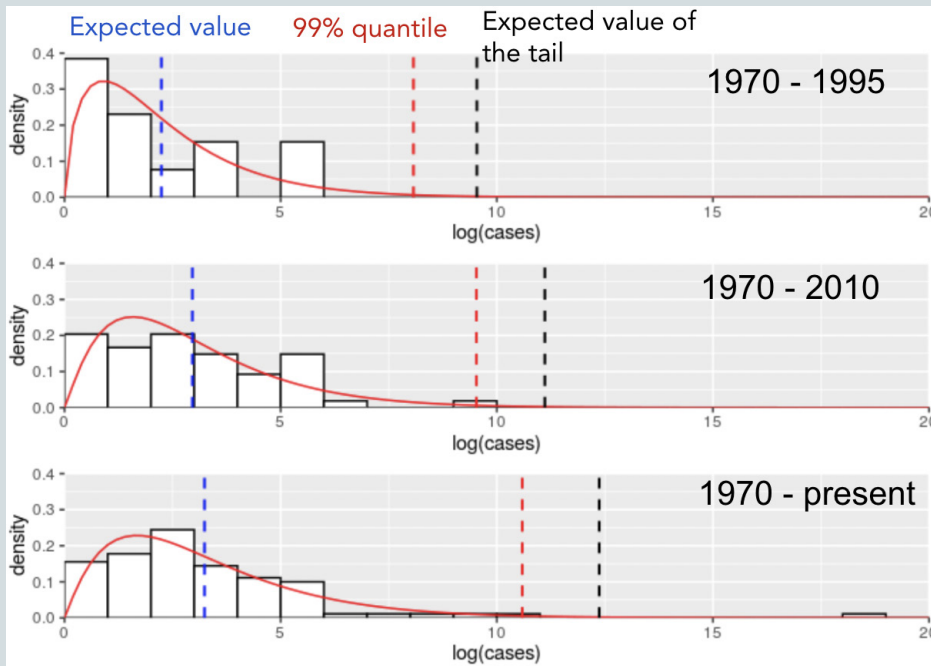 Expected value
99% quantile
Expected value of
the tail
1970 - 1995
density
0.4
0.3
0.2
0.1
0.0
0 5 10 15 20
log(cases)
1970 - 2010
density
0.4
0.3
0.2
0.1
0.0
0 5 10 15 20
log(cases)
1970 - present
density
0.4
0.3
0.2
0.1
0.0
0 5 10 15 20
log(cases)